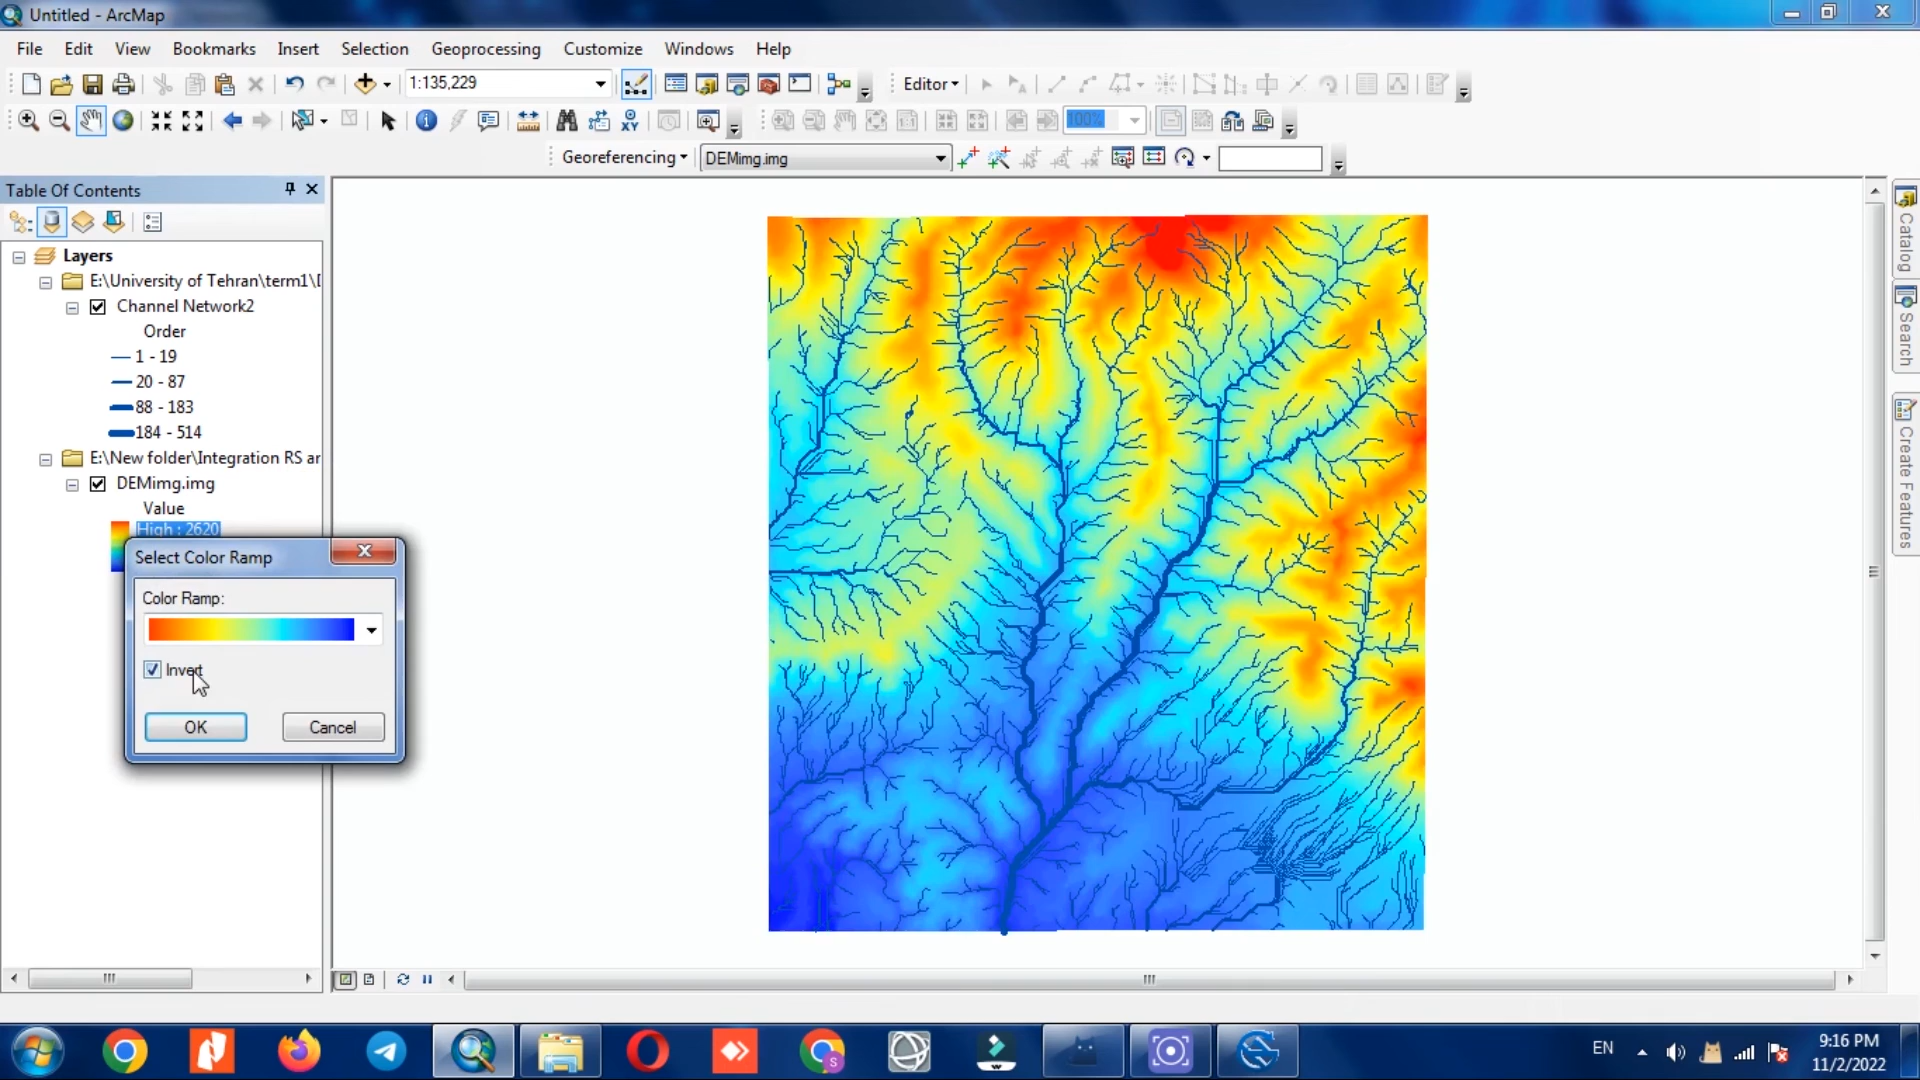 Untitled - ArcMap
File Edit View Bookmarks Insert Selection Geoprocessing Customize Windows Help
1:135,229
Editor
100%
Georeferencing
DEMimg.img
Table Of Contents
Layers
E:\University of Tehran\term1\
Channel Network2
Order
1 - 19
20 - 87
88 - 183
184 - 514
E:\New folder\Integration RS ar
DEMimg.img
Value
High : 2620
Select Color Ramp
Color Ramp:
Invert
OK
Cancel
Catalog
Search
Create Features
XY
EN
9:16 PM
11/2/2022